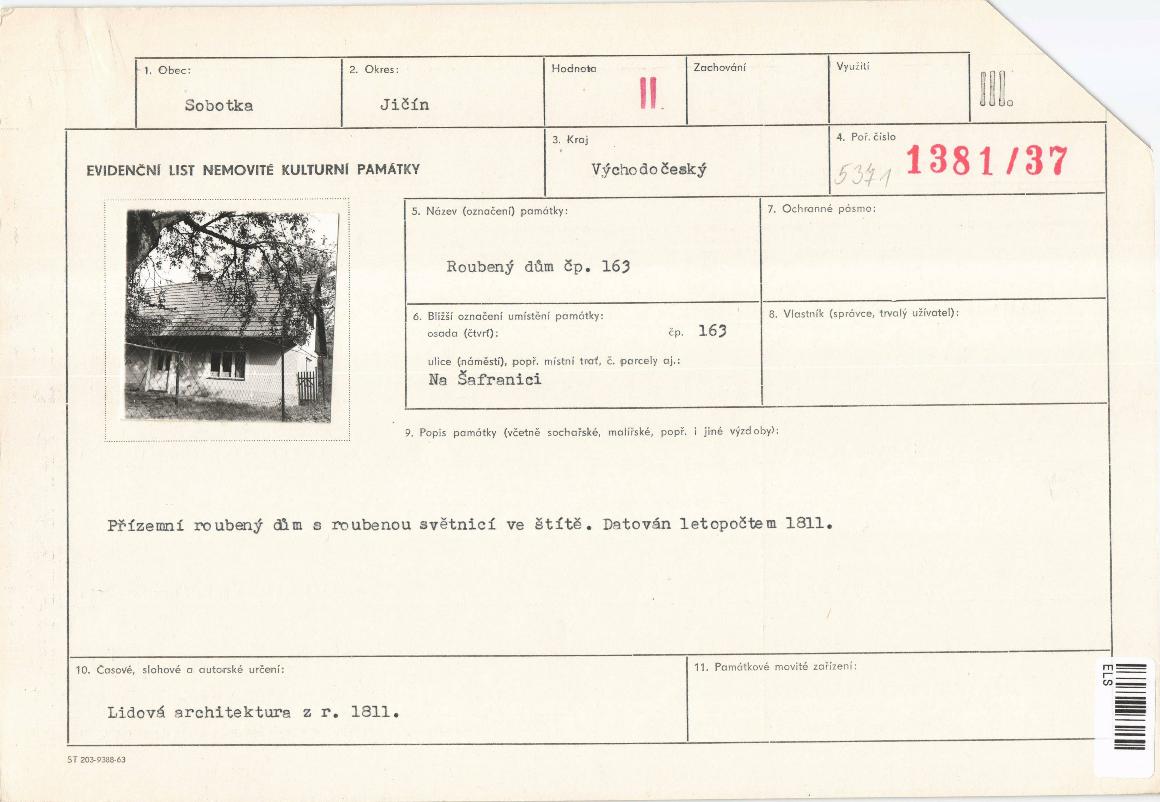 1. Obec:
Sobotka
2. Okres:
Jičín
Hodnota
II.
Zachování
Využití
III.
EVIDENČNÍ LIST NEMOVITÉ KULTURNÍ PAMÁTKY
3. Kraj
Východočeský
4. Poř. číslo
5371
1381/37
5. Název (označení) památky:
Roubený dům čp. 163
7. Ochranné pásmo:
6. Bližší označení umístění památky:
osada (čtvrť):
čp. 163
ulice (náměstí), popř. místní trať, č. parcely aj.:
Na Šafranici
8. Vlastník (správce, trvalý uživatel):
9. Popis památky (včetně sochařské, malířské, popř. i jiné výzdoby):
Přízemní roubený dům s roubenou světnicí ve štítě. Datován letopočtem 1811.
10. Časové, slohové a autorské určení:
Lidová architektura z r. 1811.
11. Památkové movité zařízení:
ELS
ST 203-9388-63